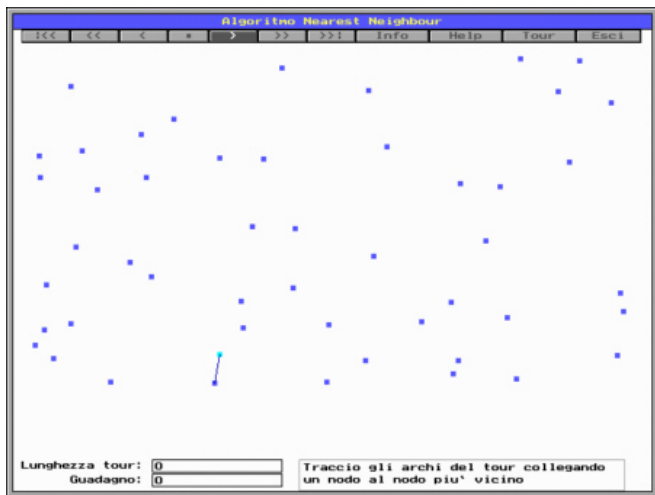 Algoritmo Nearest Neighbour
¦<< << < ▪ > >> >>¦ Info Help Tour Esci
Lunghezza tour: 0
Guadagno: 0
Traccio gli archi del tour collegando
un nodo al nodo piu` vicino